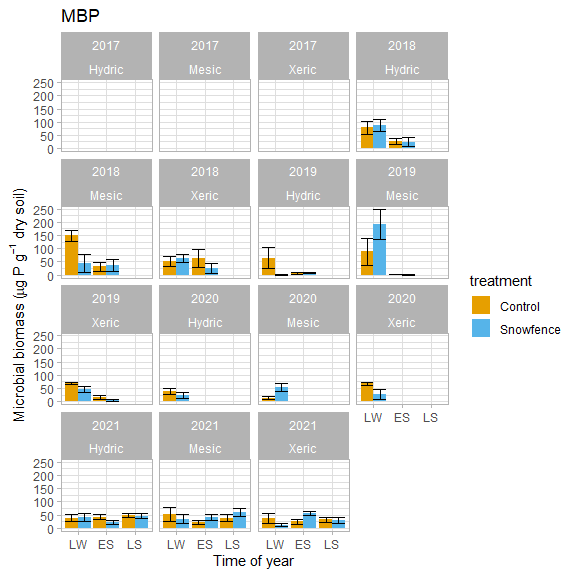 MBP
2017 2017 2017 2018
Hydric Mesic Xeric Hydric
250
200
150
100
50
0
2018 2018 2019 2019
Mesic Xeric Hydric Mesic
250
200
150
100
50
0
2019 2020 2020 2020
Xeric Hydric Mesic Xeric
250
200
150
100
50
0
LW ES LS
2021 2021 2021
Hydric Mesic Xeric
250
200
150
100
50
0
LW ES LS LW ES LS LW ES LS
Time of year
Microbial biomass (µg P g⁻¹ dry soil)
treatment
Control
Snowfence